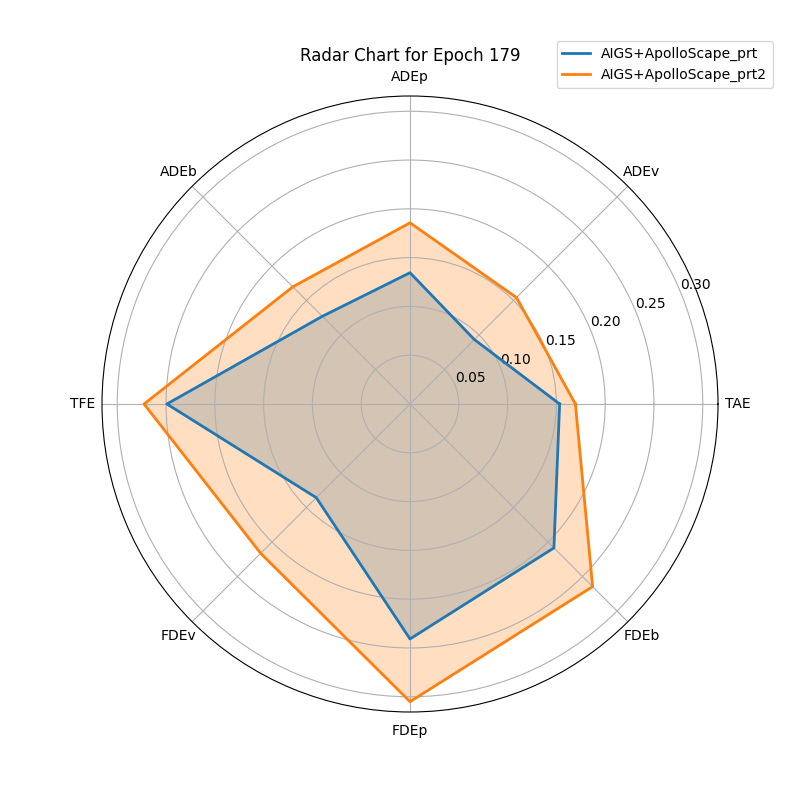 Radar Chart for Epoch 179
AIGS+ApolloScape_prt
AIGS+ApolloScape_prt2
ADEp
ADEb
ADEv
0.30
0.25
0.20
0.15
0.10
0.05
TFE
TAE
FDEv
FDEb
FDEp